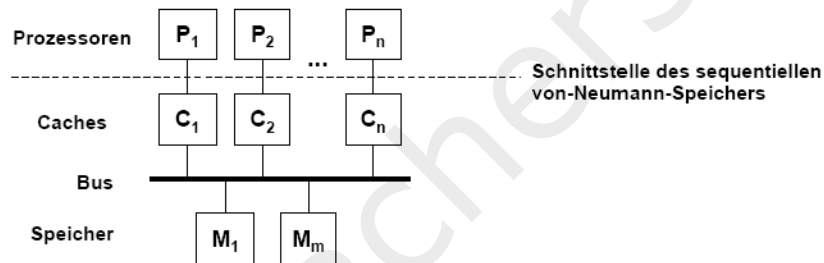 Prozessoren P1 P2 ... Pn
Schnittstelle des sequentiellen
von-Neumann-Speichers
Caches C1 C2 Cn
Bus
Speicher M1 Mm